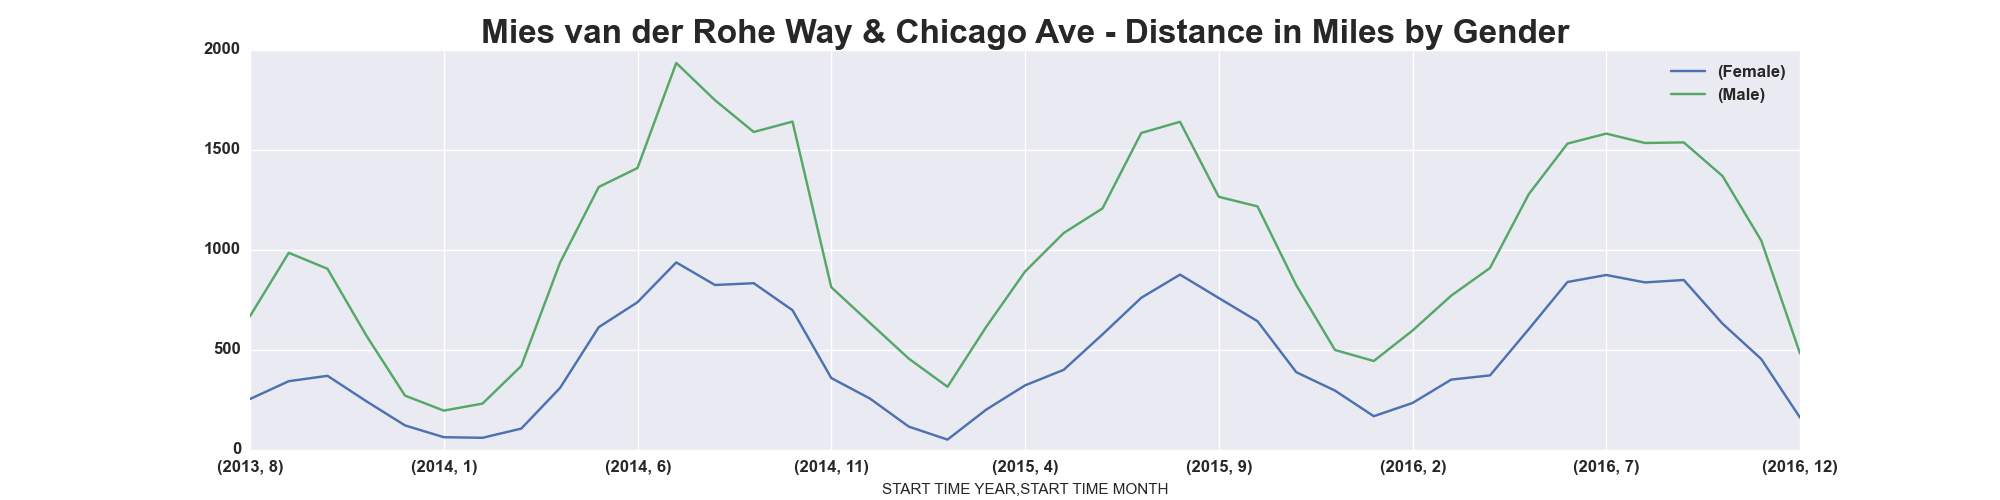 Mies van der Rohe Way & Chicago Ave - Distance in Miles by Gender
2000
1500
1000
500
0
(Female)
(Male)
(2013, 8) (2014, 1) (2014, 6) (2014, 11) (2015, 4) (2015, 9) (2016, 2) (2016, 7) (2016, 12)
START TIME YEAR,START TIME MONTH